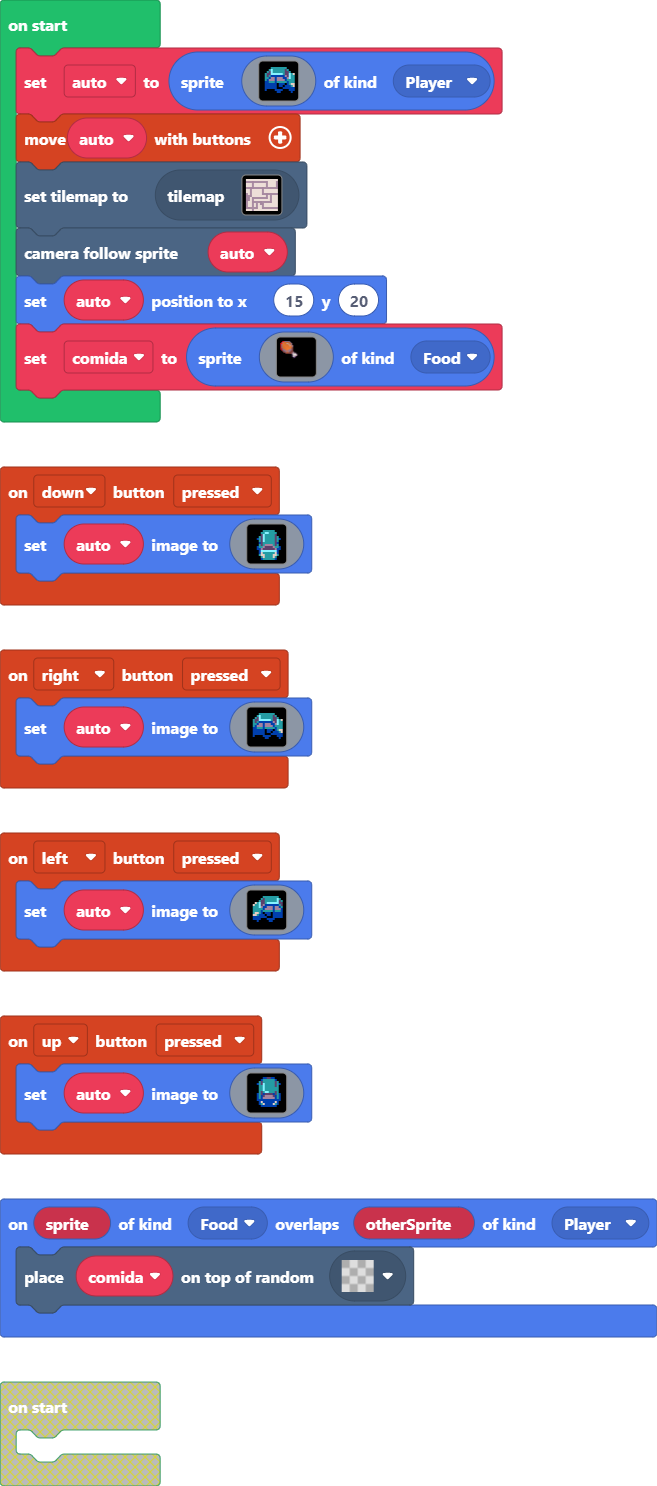 on start
set auto to sprite of kind Player
move auto with buttons
set tilemap to tilemap
camera follow sprite auto
set auto position to x 15 y 20
set comida to sprite of kind Food
on down button pressed
set auto image to
on right button pressed
set auto image to
on left button pressed
set auto image to
on up button pressed
set auto image to
on sprite of kind Food overlaps otherSprite of kind Player
place comida on top of random
on start